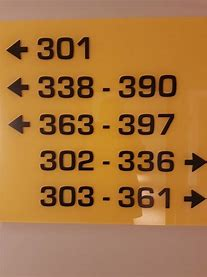 ← 301
← 338 - 390
← 363 - 397
302 - 336 →
303 - 361 →